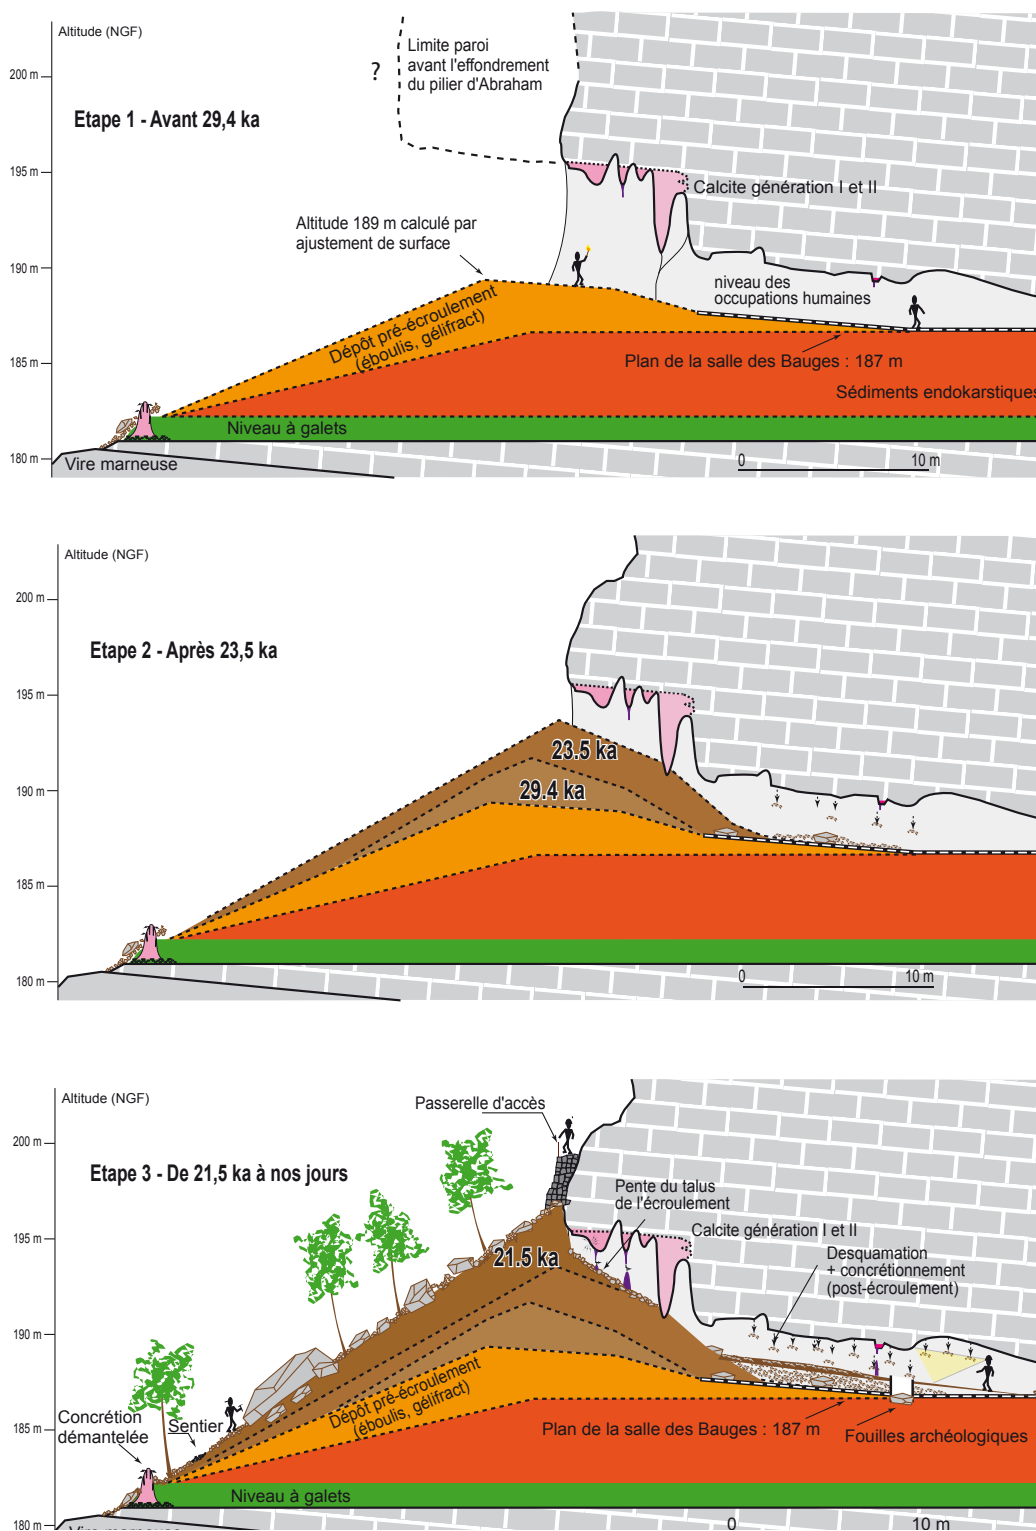 Altitude (NGF)
200 m
Limite paroi
avant l'effondrement
du pilier d'Abraham
?
Etape 1 - Avant 29,4 ka
195 m
Calcite génération I et II
Altitude 189 m calculé par
ajustement de surface
190 m
niveau des
occupations humaines
Dépôt pré-écroulement
(éboulis, gélifract)
185 m
Plan de la salle des Bauges : 187 m
Sédiments endokarstiques
Niveau à galets
180 m
Vire marneuse
0 10 m
Altitude (NGF)
200 m
Etape 2 - Après 23,5 ka
195 m
23.5 ka
29.4 ka
190 m
185 m
180 m
0 10 m
Altitude (NGF)
Passerelle d'accès
200 m
Etape 3 - De 21,5 ka à nos jours
Pente du talus
de l'écroulement
195 m
Calcite génération I et II
21.5 ka
Desquamation
+ concrétionnement
(post-écroulement)
190 m
Dépôt pré-écroulement
(éboulis, gélifract)
Concrétion
démantelée
Sentier
185 m
Plan de la salle des Bauges : 187 m
Fouilles archéologiques
Niveau à galets
180 m
Vire marneuse
0 10 m